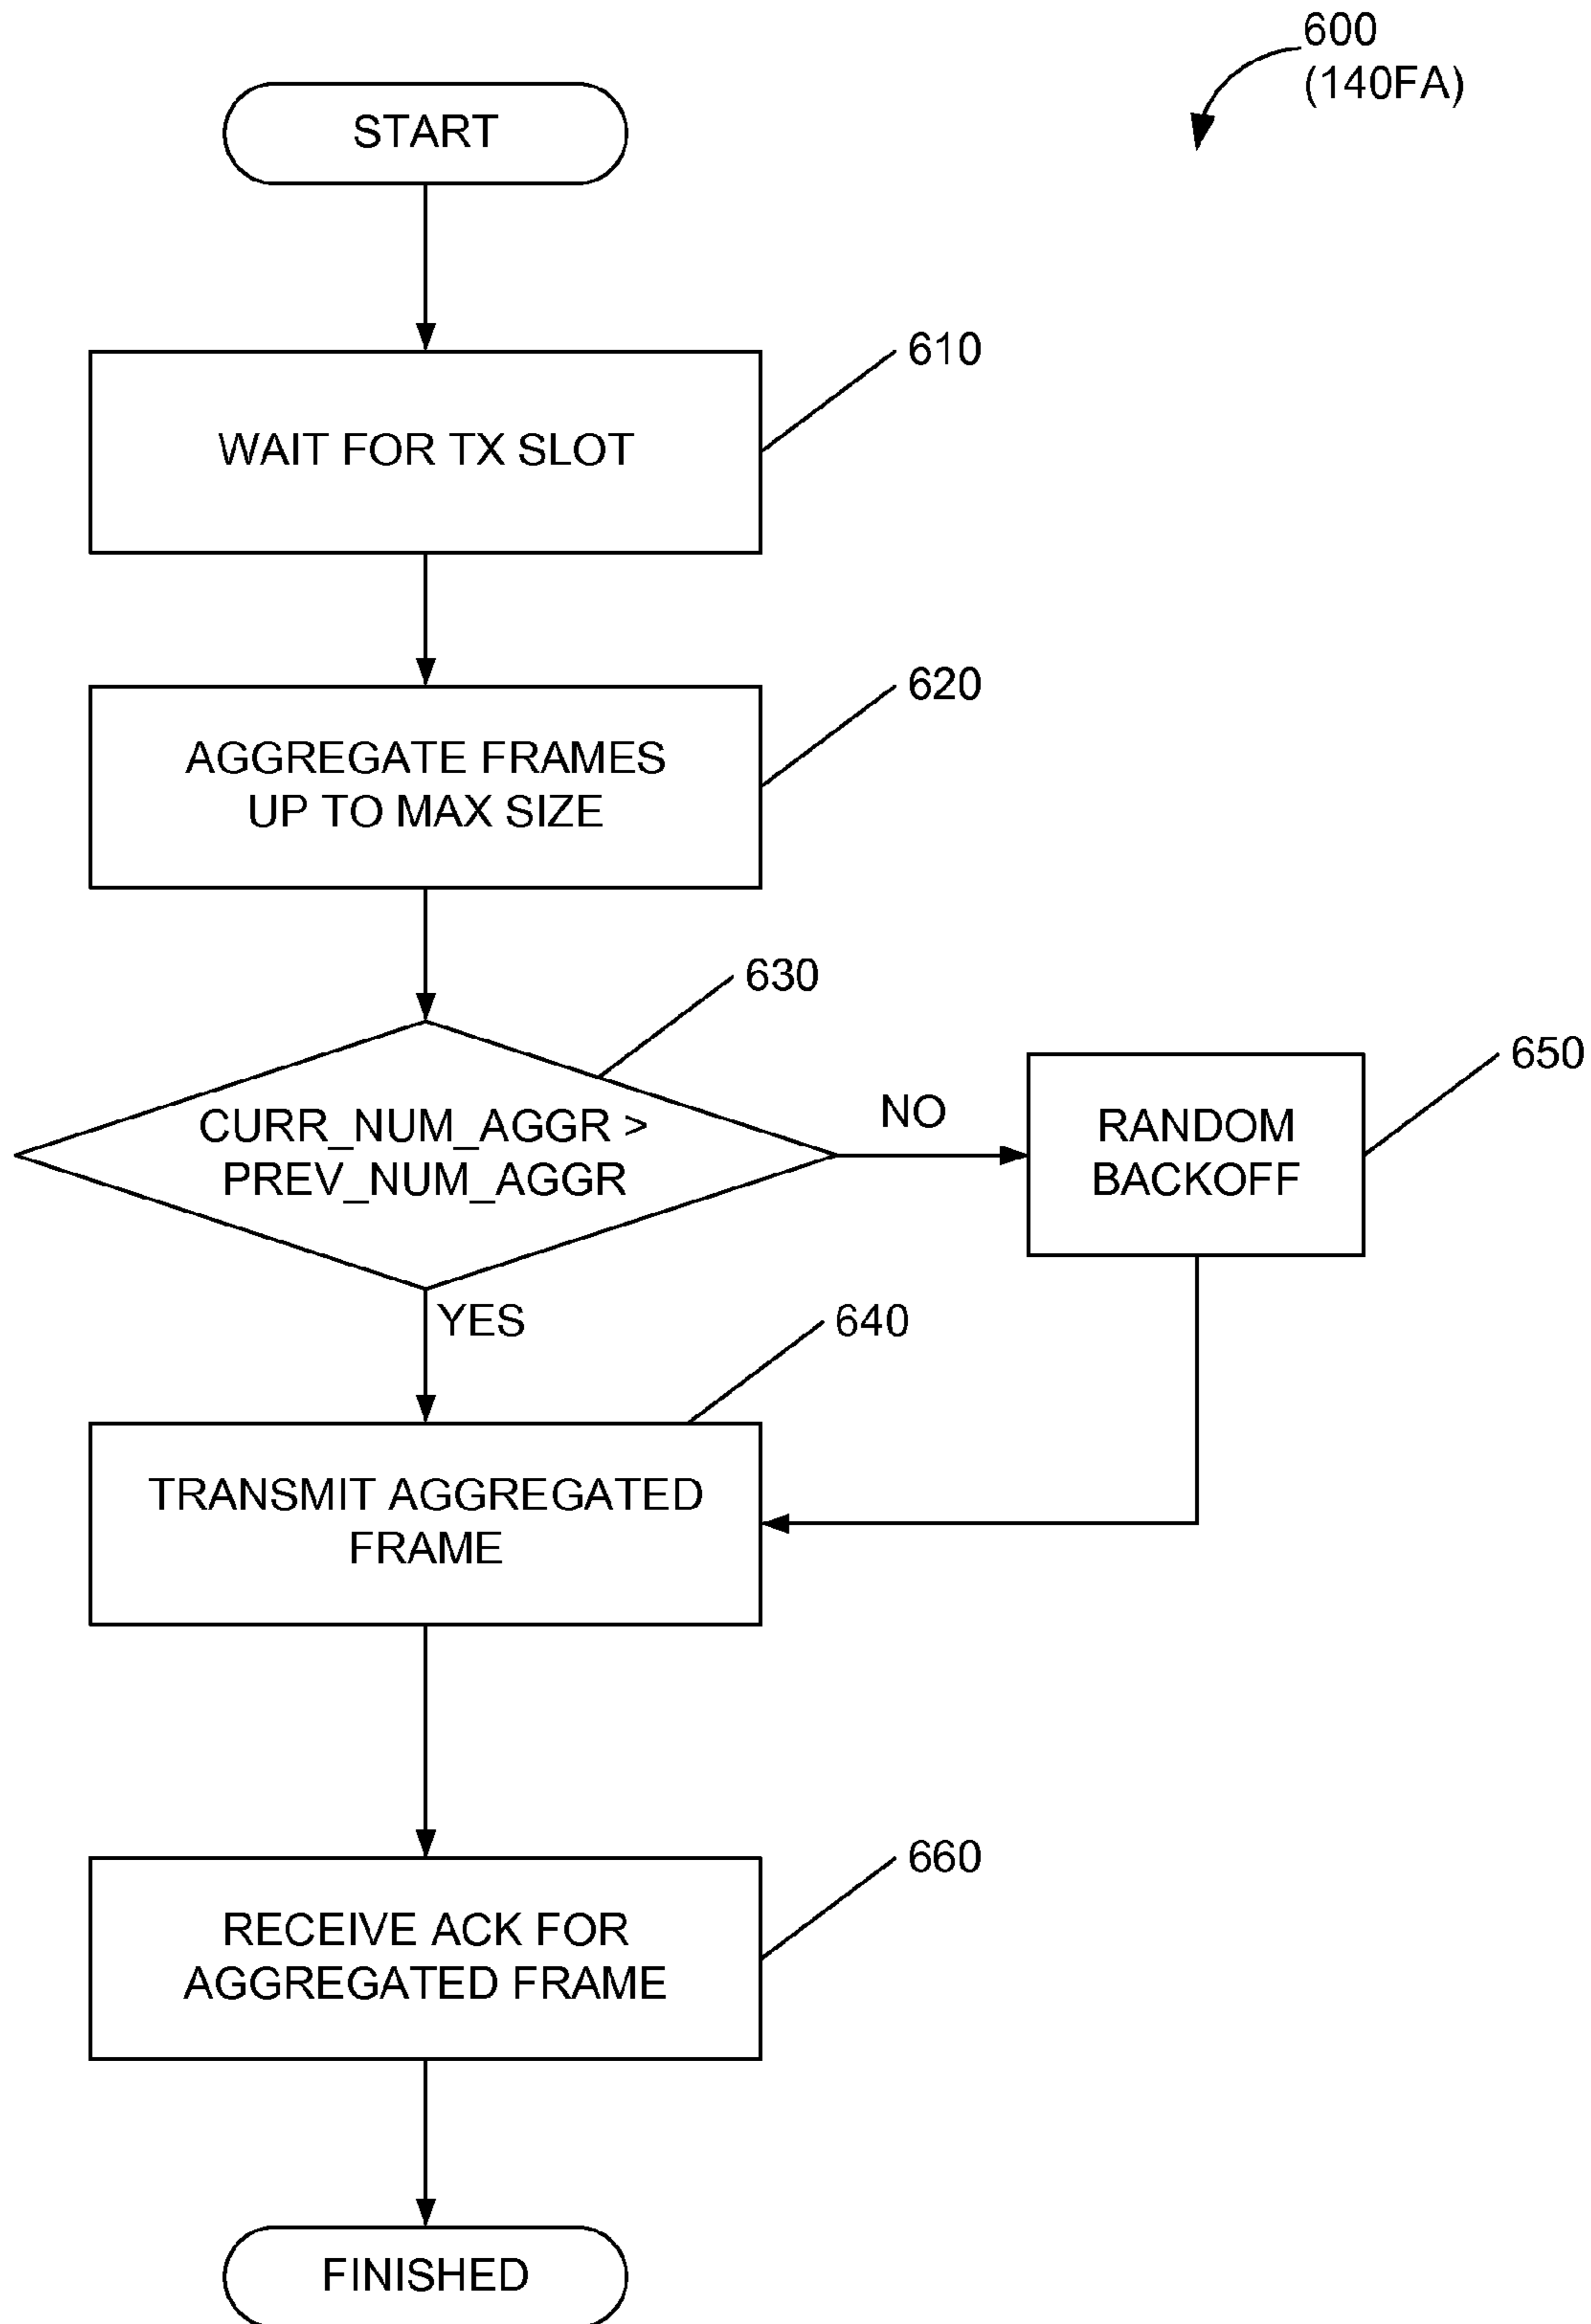 600
(140FA)
START
610
WAIT FOR TX SLOT
620
AGGREGATE FRAMES
UP TO MAX SIZE
630
CURR_NUM_AGGR >
PREV_NUM_AGGR
NO
650
RANDOM
BACKOFF
YES
640
TRANSMIT AGGREGATED
FRAME
660
RECEIVE ACK FOR
AGGREGATED FRAME
FINISHED